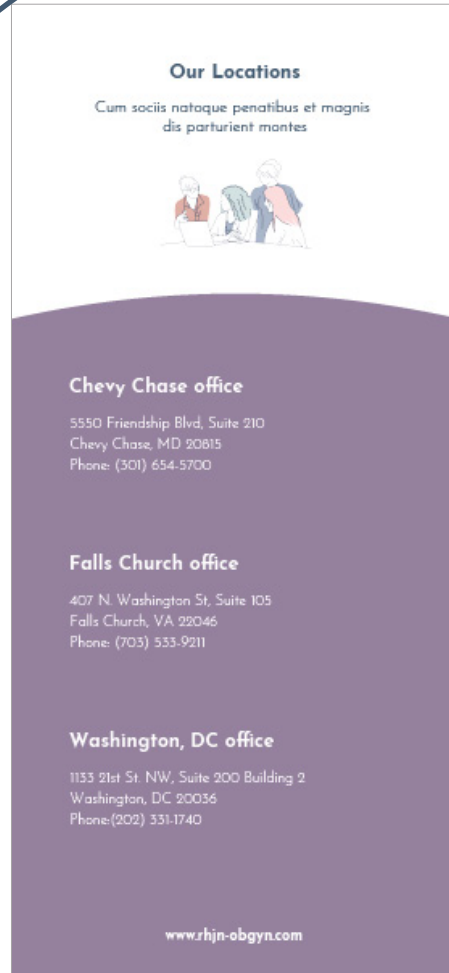 Our Locations
Cum sociis natoque penatibus et magnis
dis parturient montes
Chevy Chase office
5550 Friendship Blvd, Suite 210
Chevy Chase, MD 20815
Phone: (301) 654-5700
Falls Church office
407 N. Washington St, Suite 105
Falls Church, VA 22046
Phone: (703) 533-9211
Washington, DC office
1133 21st St. NW, Suite 200 Building 2
Washington, DC 20036
Phone:(202) 331-1740
www.rhjn-obgyn.com